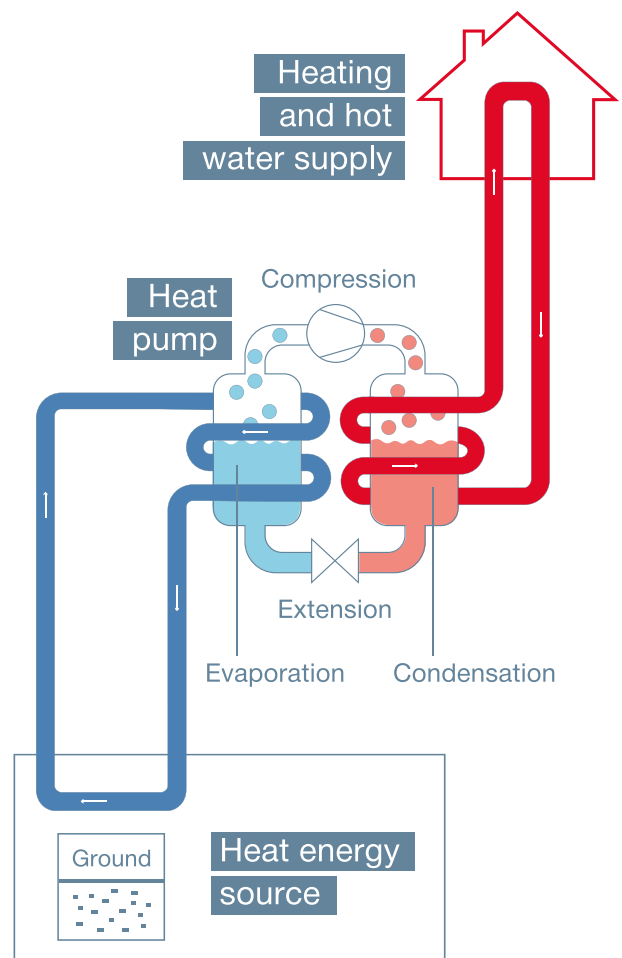 Heating
and hot
water supply
Compression
Heat
pump
Extension
Evaporation
Condensation
Ground
Heat energy
source